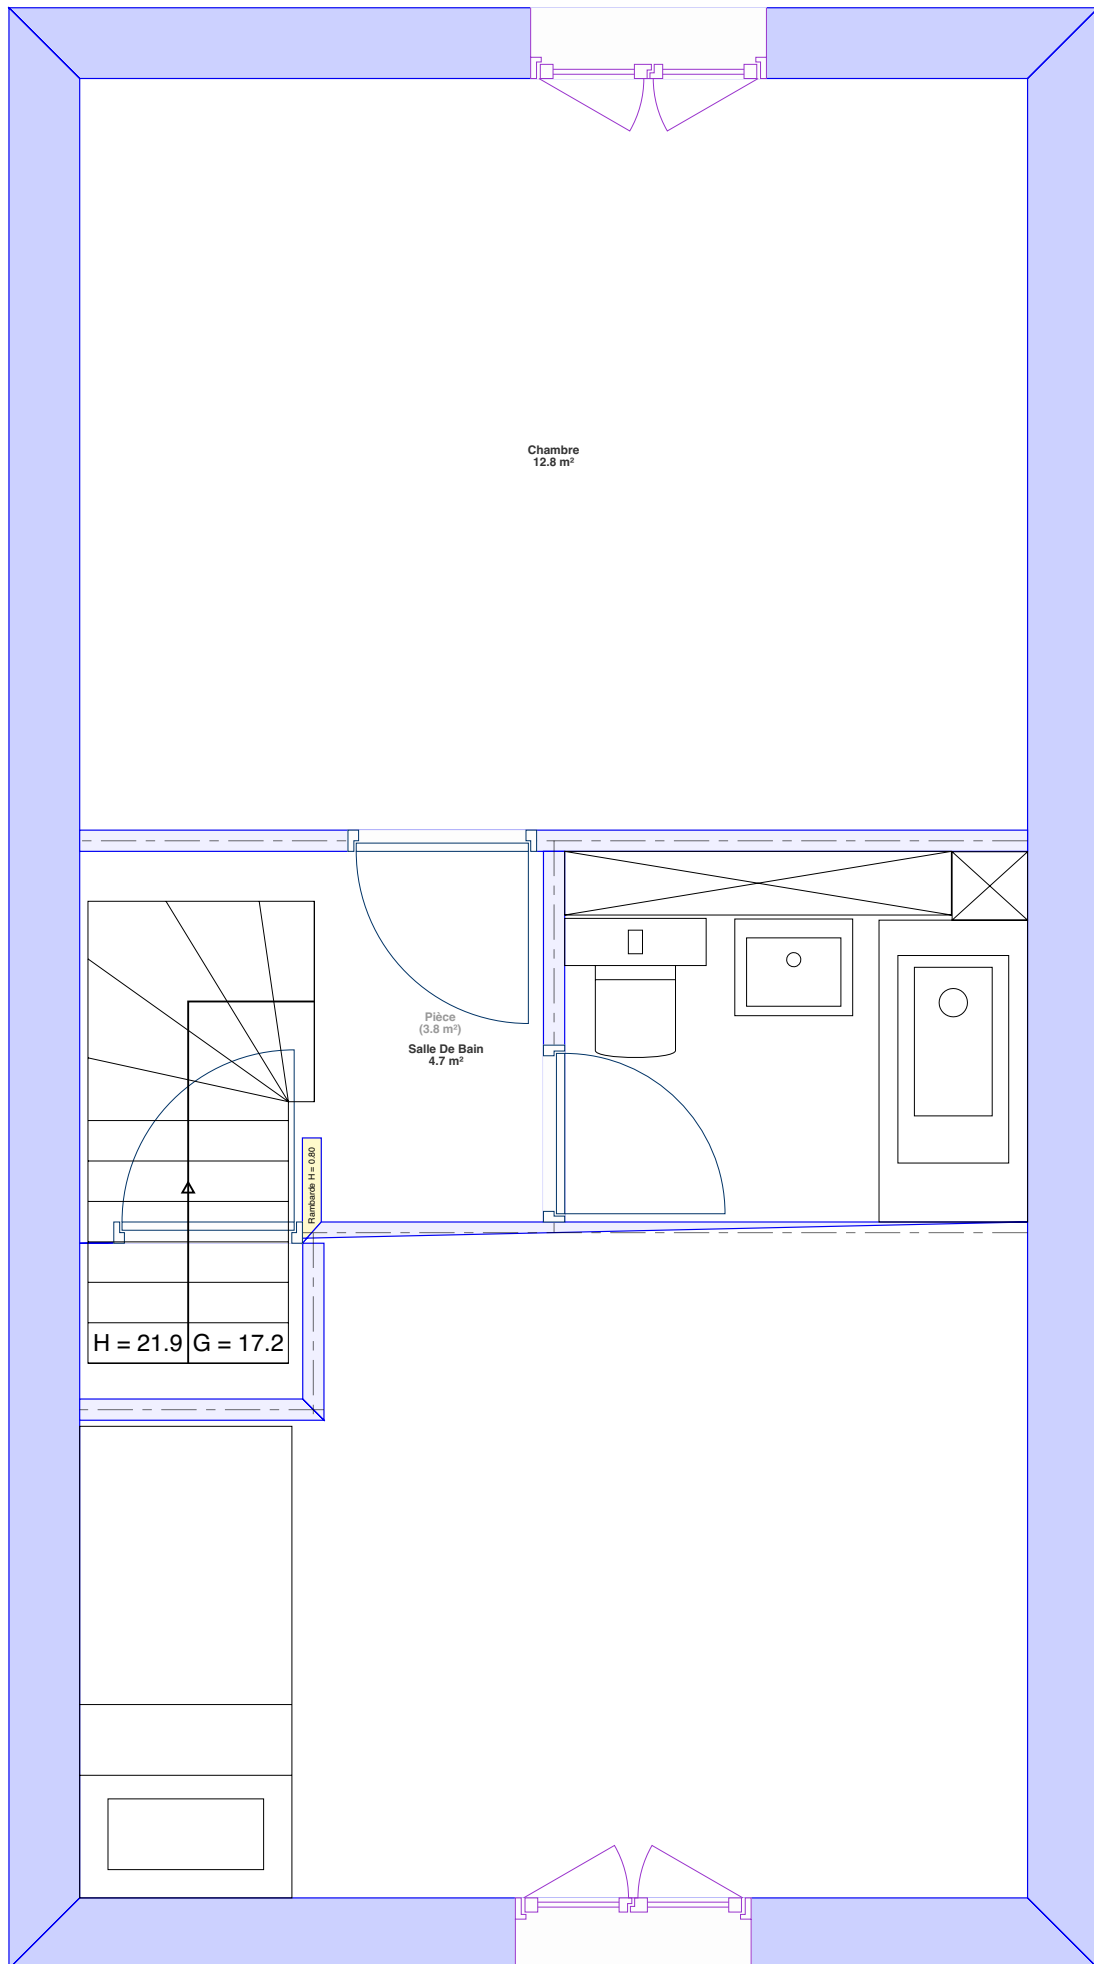 Chambre
12.8 m²
Pièce
(3.8 m²)
Salle De Bain
4.7 m²
Rambarde H = 0.80
H = 21.9
G = 17.2